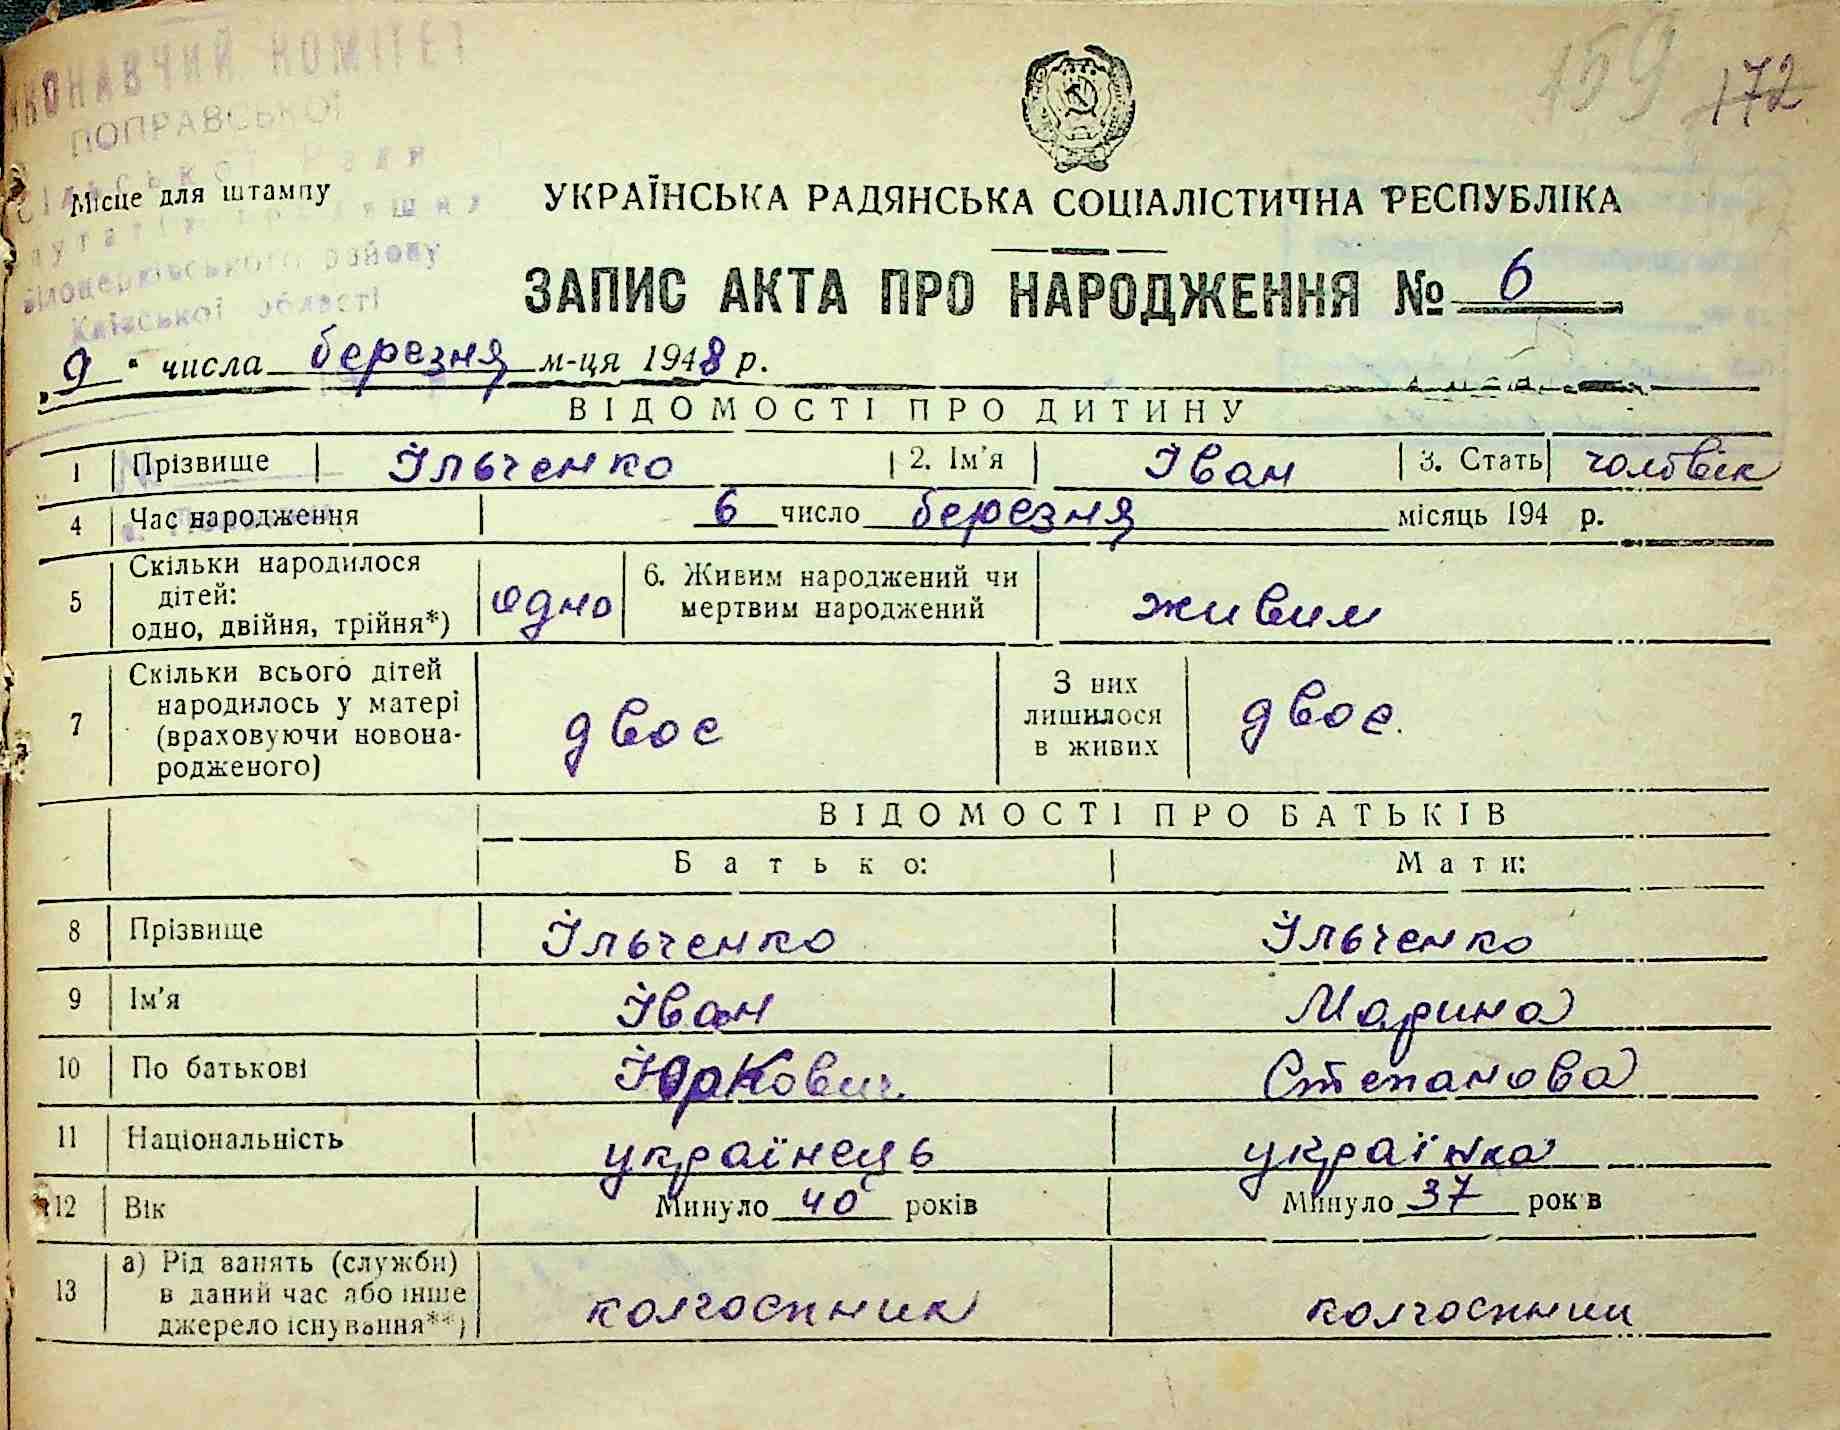 ВИКОНАВЧИЙ КОМІТЕТ
ПОПРАВСЬКОЇ
сільської Ради
159 172
Місце для штампу
УКРАЇНСЬКА РАДЯНСЬКА СОЦІАЛІСТИЧНА РЕСПУБЛІКА
району
Київської області
ЗАПИС АКТА ПРО НАРОДЖЕННЯ № 6
„9" числа березня м-ця 1948 р.
ВІДОМОСТІ ПРО ДИТИНУ
1 Прізвище Ільченко 2. Ім'я Іван 3. Стать чоловік
4 Час народження 6 число березня місяць 194 р.
5 Скільки народилося дітей: одно, двійня, трійня*) одно 6. Живим народжений чи мертвим народжений живим
7 Скільки всього дітей народилось у матері (враховуючи новонародженого) двоє З них лишилося в живих двоє.
ВІДОМОСТІ ПРО БАТЬКІВ
Батько: Мати:
8 Прізвище Ільченко Ільченко
9 Ім'я Іван Марина
10 По батькові Юркович Степанова
11 Національність українець українка
12 Вік Минуло 40 років Минуло 37 років
13 а) Рід занять (служби) в даний час або інше джерело існування**) колгоспник колгоспниц